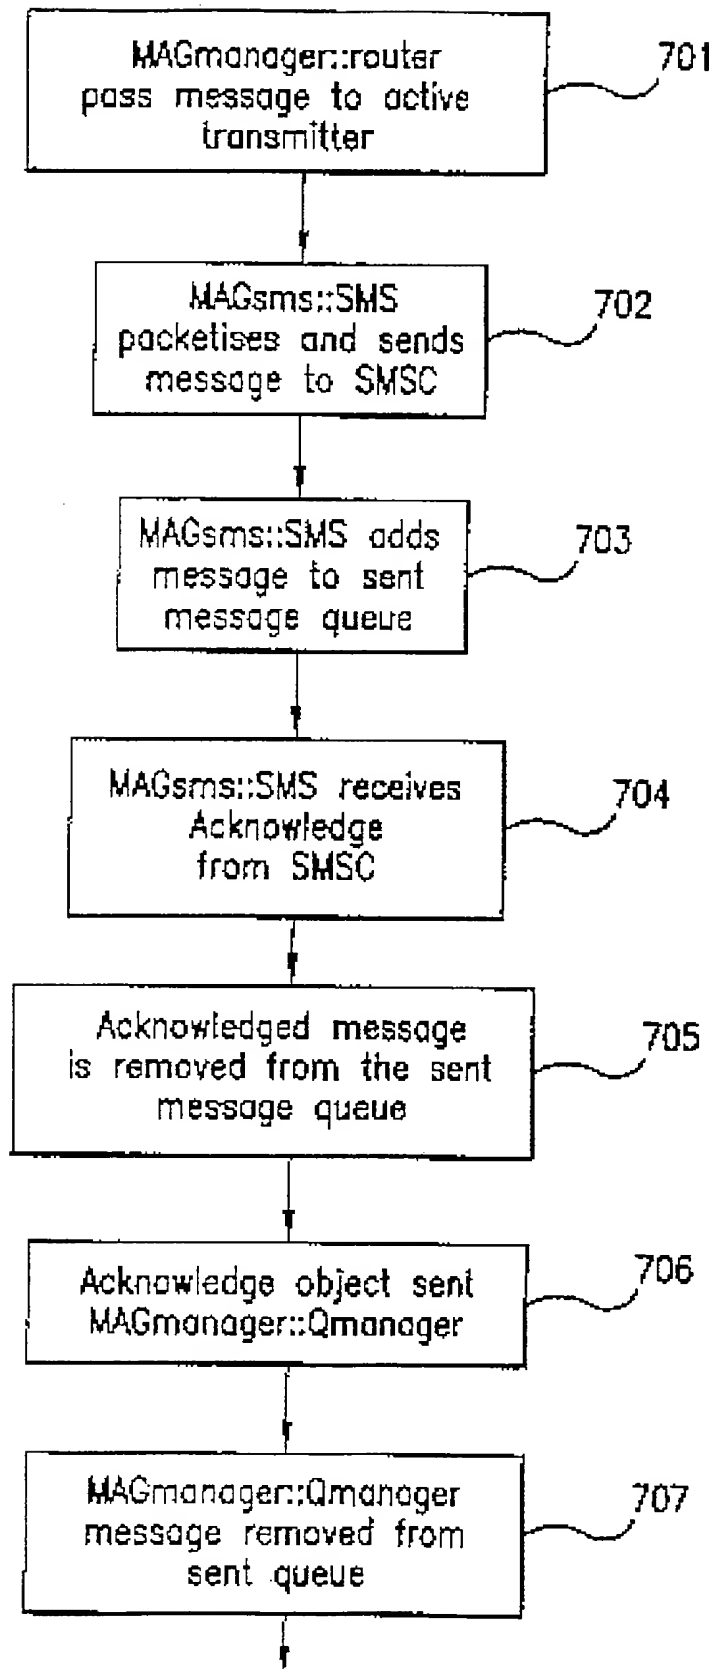 MAGmanager::router
pass message to active
transmitter
701
MAGsms::SMS
packetises and sends
message to SMSC
702
MAGsms::SMS adds
message to sent
message queue
703
MAGsms::SMS receives
Acknowledge
from SMSC
704
Acknowledged message
is removed from the sent
message queue
705
Acknowledge object sent
MAGmanager::Qmanager
706
MAGmanager::Qmanager
message removed from
sent queue
707